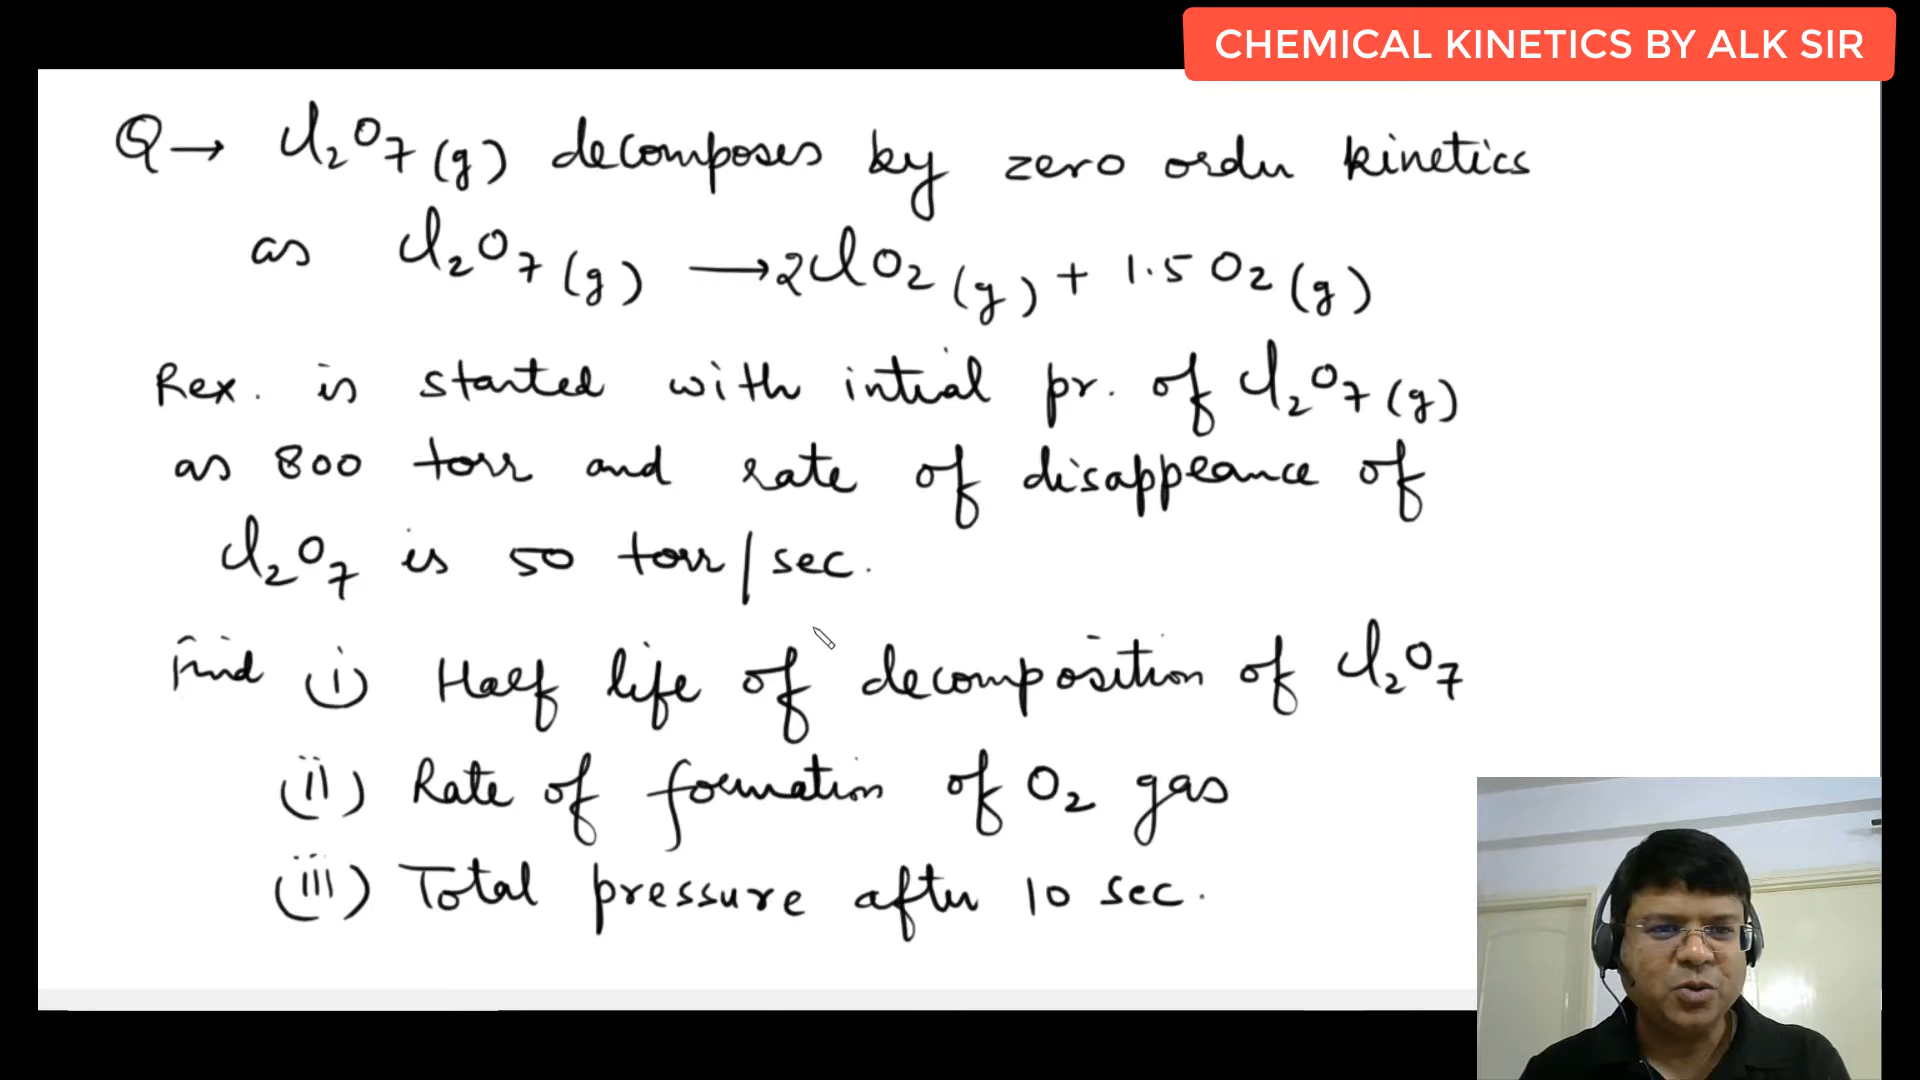 CHEMICAL KINETICS BY ALK SIR
Q→ Cl₂O₇(g) decomposes by zero order kinetics
as Cl₂O₇(g) ⟶ 2ClO₂(g) + 1.5 O₂(g)
Rex. is started with intial pr. of Cl₂O₇(g)
as 800 torr and rate of disappeance of
Cl₂O₇ is 50 torr/sec.
Find (i) Half life of decomposition of Cl₂O₇
(ii) Rate of formation of O₂ gas
(iii) Total pressure after 10 sec.